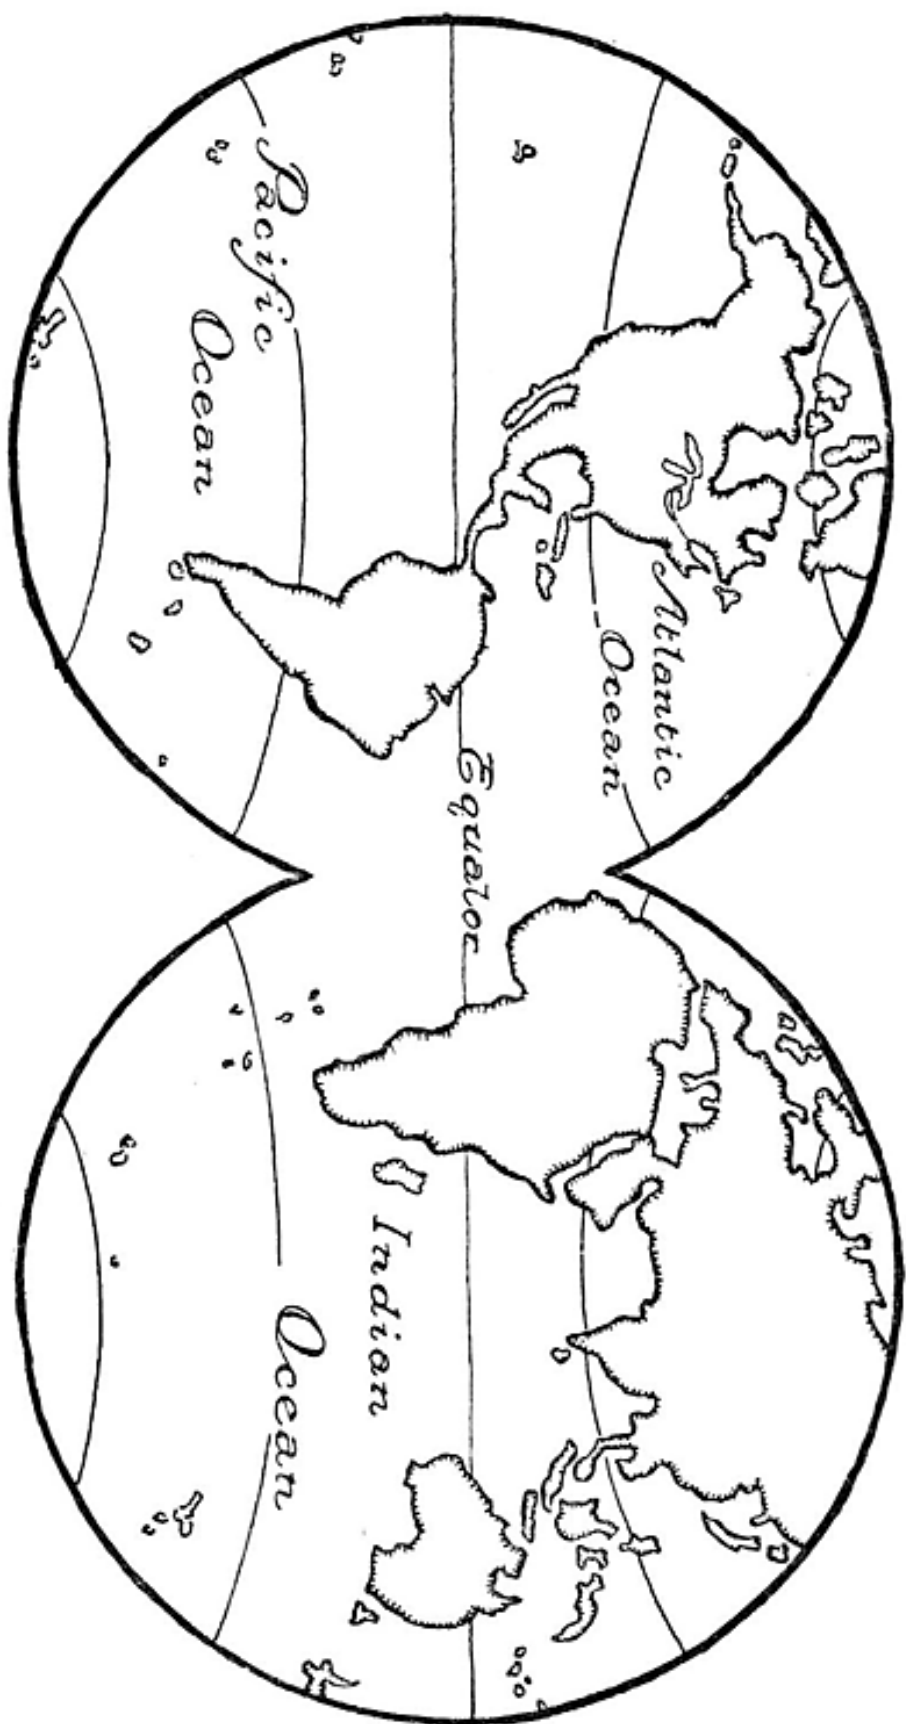 Pacific
Ocean
Atlantic
Ocean
Equator
Indian
Ocean